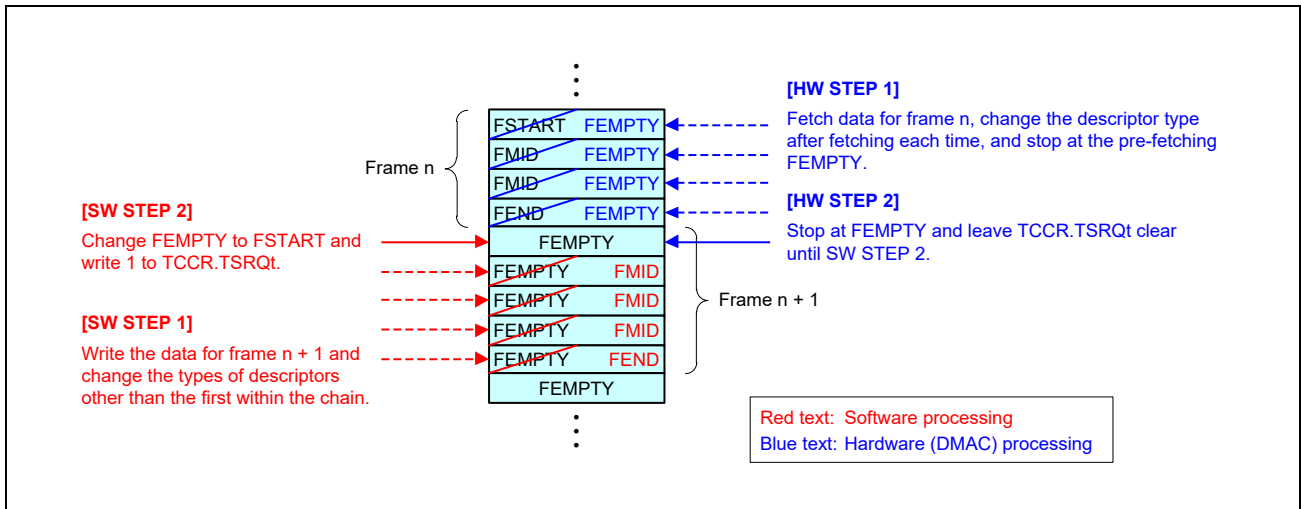 [HW STEP 1]
Fetch data for frame n, change the descriptor type
after fetching each time, and stop at the pre-fetching
FEMPTY.
FSTART FEMPTY
FMID FEMPTY
Frame n
FMID FEMPTY
FEND FEMPTY
[HW STEP 2]
Stop at FEMPTY and leave TCCR.TSRQt clear
until SW STEP 2.
[SW STEP 2]
Change FEMPTY to FSTART and
write 1 to TCCR.TSRQt.
FEMPTY
FEMPTY FMID
FEMPTY FMID
Frame n + 1
FEMPTY FMID
FEMPTY FEND
FEMPTY
[SW STEP 1]
Write the data for frame n + 1 and
change the types of descriptors
other than the first within the chain.
Red text: Software processing
Blue text: Hardware (DMAC) processing